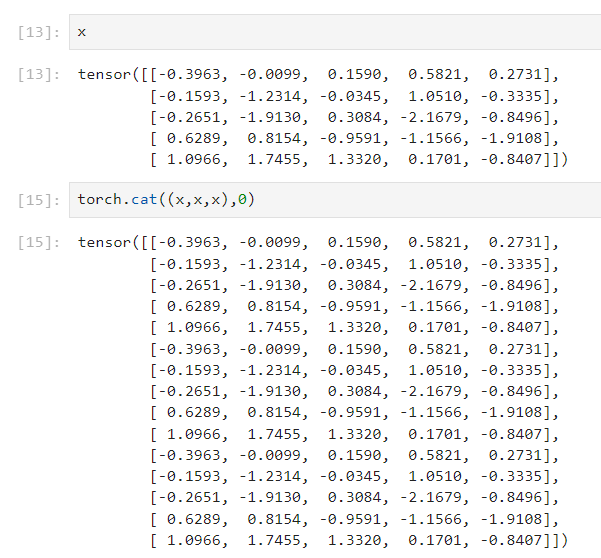 [13]: x
[13]: tensor([[-0.3963, -0.0099,  0.1590,  0.5821,  0.2731],
[-0.1593, -1.2314, -0.0345,  1.0510, -0.3335],
[-0.2651, -1.9130,  0.3084, -2.1679, -0.8496],
[ 0.6289,  0.8154, -0.9591, -1.1566, -1.9108],
[ 1.0966,  1.7455,  1.3320,  0.1701, -0.8407]])
[15]: torch.cat((x,x,x),0)
[15]: tensor([[-0.3963, -0.0099,  0.1590,  0.5821,  0.2731],
[-0.1593, -1.2314, -0.0345,  1.0510, -0.3335],
[-0.2651, -1.9130,  0.3084, -2.1679, -0.8496],
[ 0.6289,  0.8154, -0.9591, -1.1566, -1.9108],
[ 1.0966,  1.7455,  1.3320,  0.1701, -0.8407],
[-0.3963, -0.0099,  0.1590,  0.5821,  0.2731],
[-0.1593, -1.2314, -0.0345,  1.0510, -0.3335],
[-0.2651, -1.9130,  0.3084, -2.1679, -0.8496],
[ 0.6289,  0.8154, -0.9591, -1.1566, -1.9108],
[ 1.0966,  1.7455,  1.3320,  0.1701, -0.8407],
[-0.3963, -0.0099,  0.1590,  0.5821,  0.2731],
[-0.1593, -1.2314, -0.0345,  1.0510, -0.3335],
[-0.2651, -1.9130,  0.3084, -2.1679, -0.8496],
[ 0.6289,  0.8154, -0.9591, -1.1566, -1.9108],
[ 1.0966,  1.7455,  1.3320,  0.1701, -0.8407]])